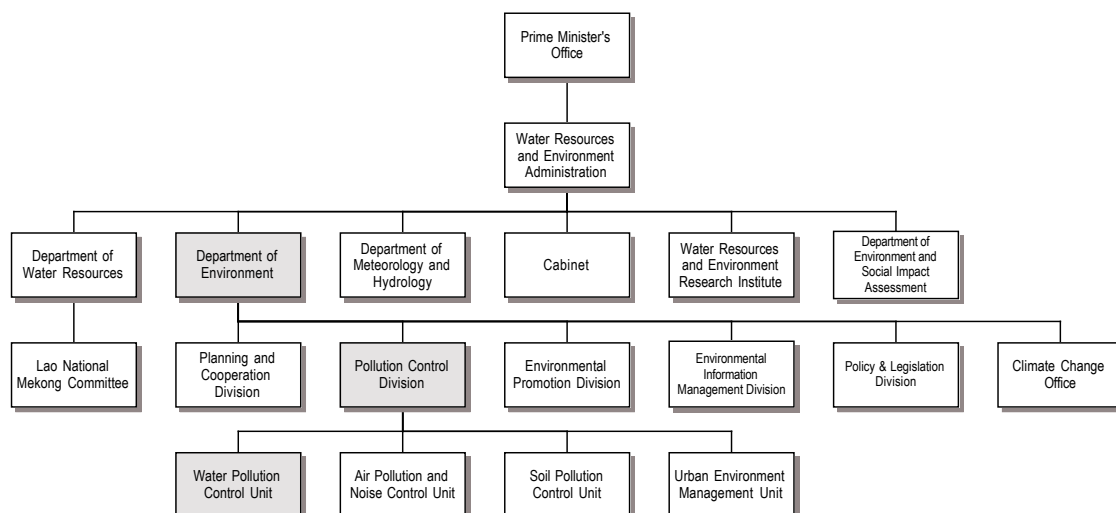 Prime Minister's
Office
Water Resources
and Environment
Administration
Department of
Water Resources
Department of
Environment
Department of
Meteorology and
Hydrology
Cabinet
Water Resources
and Environment
Research Institute
Department of
Environment and
Social Impact
Assessment
Lao National
Mekong Committee
Planning and
Cooperation
Division
Pollution Control
Division
Environmental
Promotion Division
Environmental
Information
Management Division
Policy & Legislation
Division
Climate Change
Office
Water Pollution
Control Unit
Air Pollution and
Noise Control Unit
Soil Pollution
Control Unit
Urban Environment
Management Unit